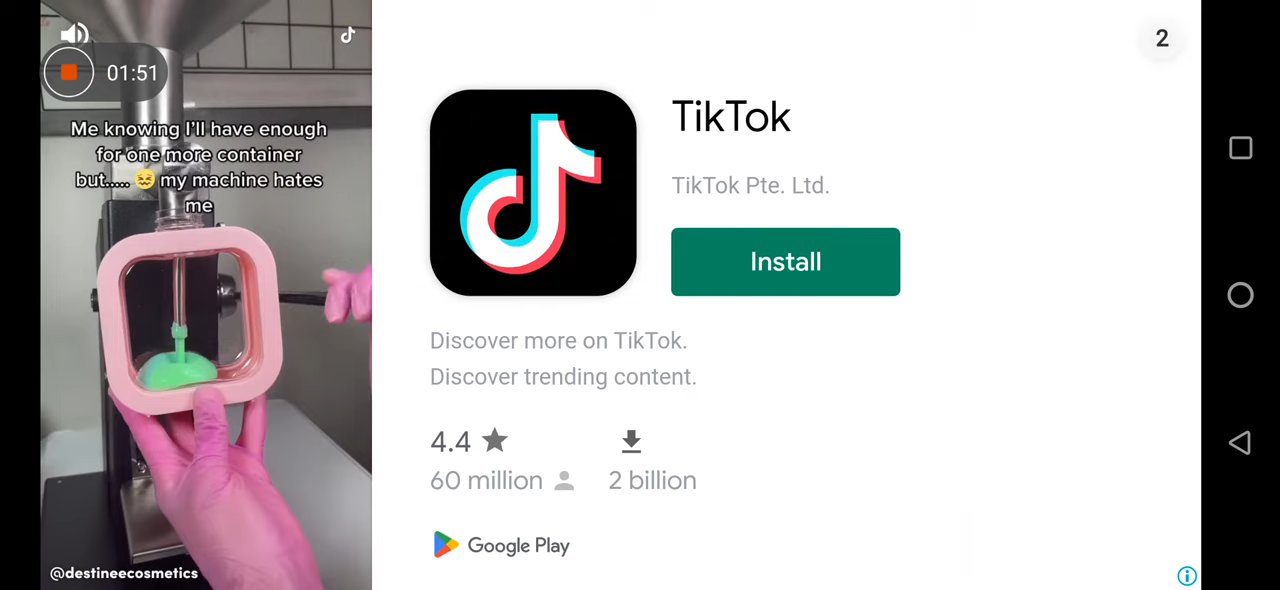 01:51
Me knowing I'll have enough
for one more container
but..... 😖 my machine hates
me
@destineecosmetics
2
TikTok
TikTok Pte. Ltd.
Install
Discover more on TikTok.
Discover trending content.
4.4 ★
60 million
2 billion
Google Play